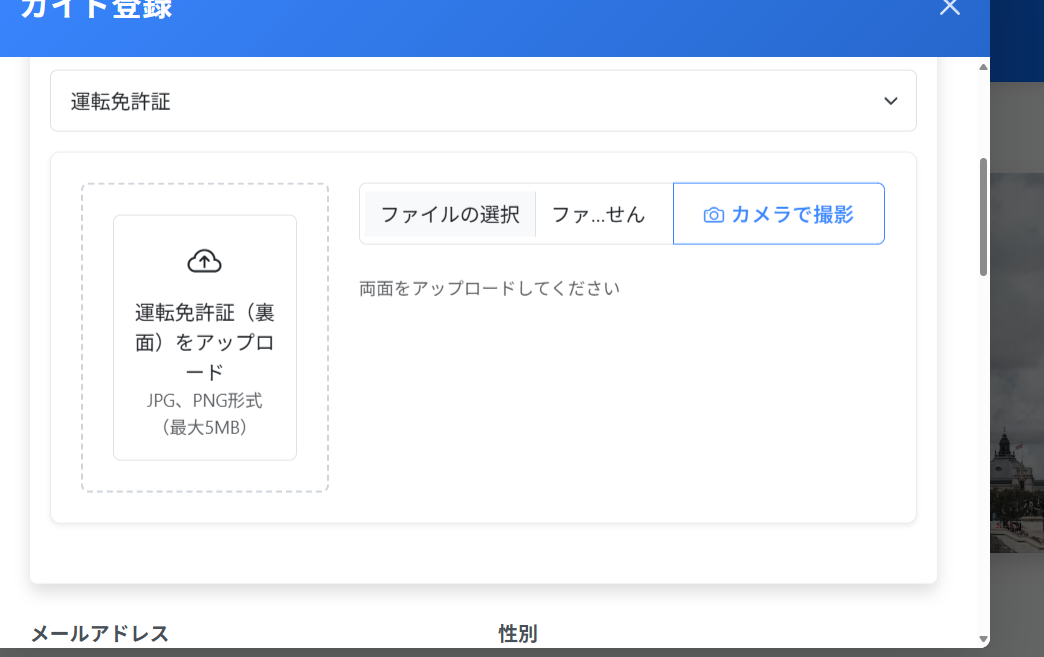 ガイド登録
運転免許証
ファイルの選択 ファ...せん カメラで撮影
両面をアップロードしてください
運転免許証（裏
面）をアップロ
ード
JPG、PNG形式
（最大5MB）
メールアドレス 性別